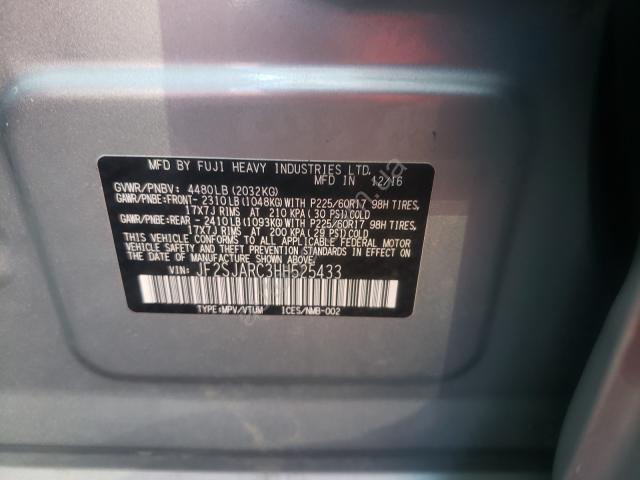 MFD BY FUJI HEAVY INDUSTRIES LTD.
GVWR/PNBV: 4480LB (2032KG) MFD IN 12/16
GAWR/PNBE:FRONT-2310LB(1048KG)WITH P225/60R17 98H TIRES,
17X7J RIMS AT 210 KPA(30 PSI)COLD
GAWR/PNBE:REAR -2410LB(1093KG)WITH P225/60R17 98H TIRES,
17X7J RIMS AT 200 KPA(29 PSI)COLD
THIS VEHICLE CONFORMS TO ALL APPLICABLE FEDERAL MOTOR
VEHICLE SAFETY, BUMPER, AND THEFT PREVENTION STANDARDS IN EFFECT ON
THE DATE OF MANUFACTURE SHOWN ABOVE.
VIN: JF2SJARC3HH525433
TYPE:MPV/VTUM ICES/NMB-002